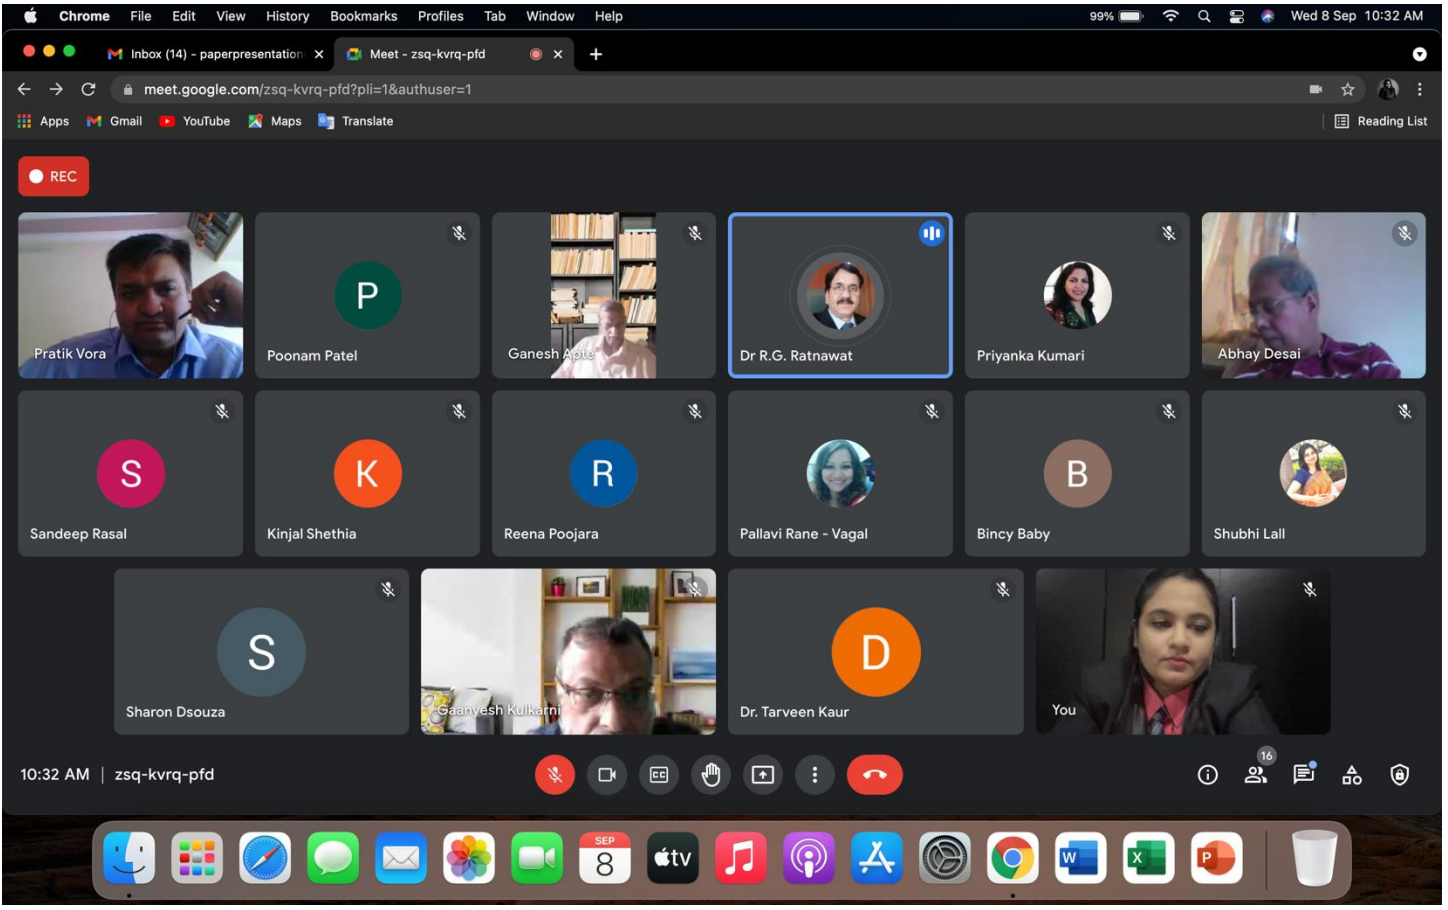 Chrome File Edit View History Bookmarks Profiles Tab Window Help 99% Wed 8 Sep 10:32 AM
Inbox (14) - paperpresentation Meet - zsq-kvrq-pfd
meet.google.com/zsq-kvrq-pfd?pli=1&authuser=1
Apps Gmail YouTube Maps Translate Reading List
REC
P
Pratik Vora Poonam Patel Ganesh Apte Dr R.G. Ratnawat Priyanka Kumari Abhay Desai
S K R B
Sandeep Rasal Kinjal Shethia Reena Poojara Pallavi Rane - Vagal Bincy Baby Shubhi Lall
S D
Sharon Dsouza Gaanyesh Kulkarni Dr. Tarveen Kaur You
10:32 AM | zsq-kvrq-pfd CC 16
SEP
8 tv W X P